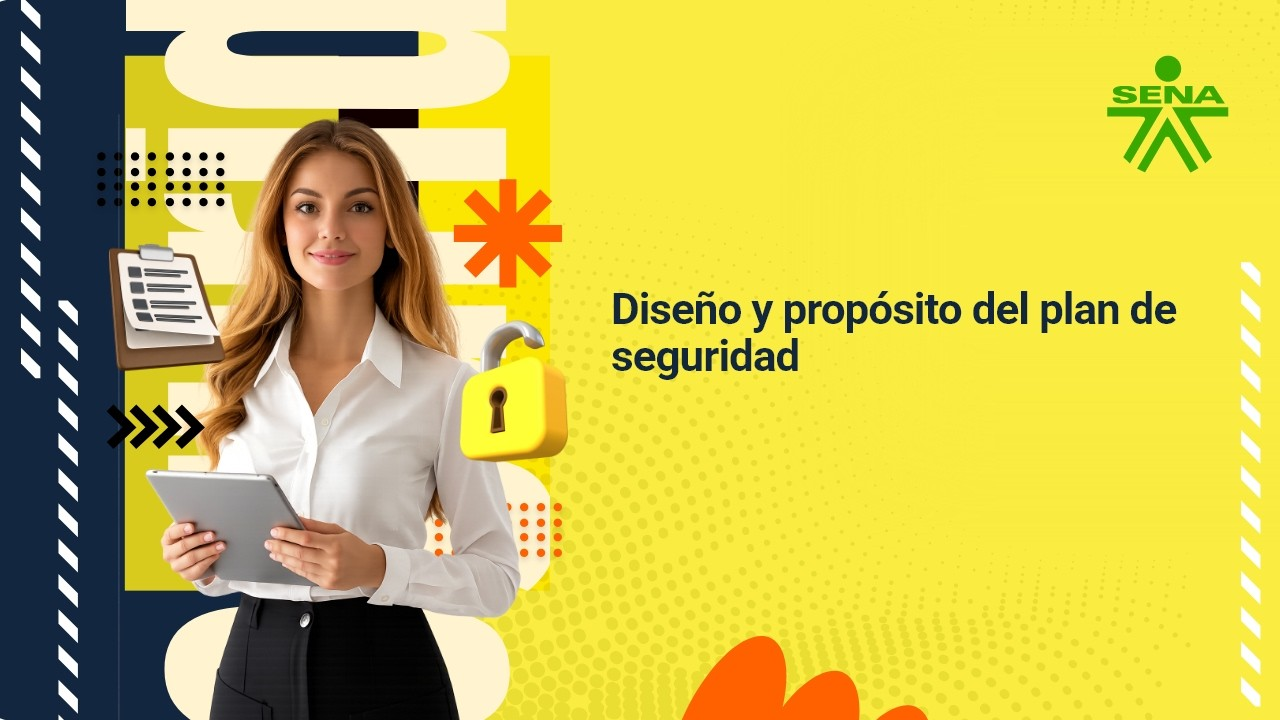 SENA
Diseño y propósito del plan de
seguridad